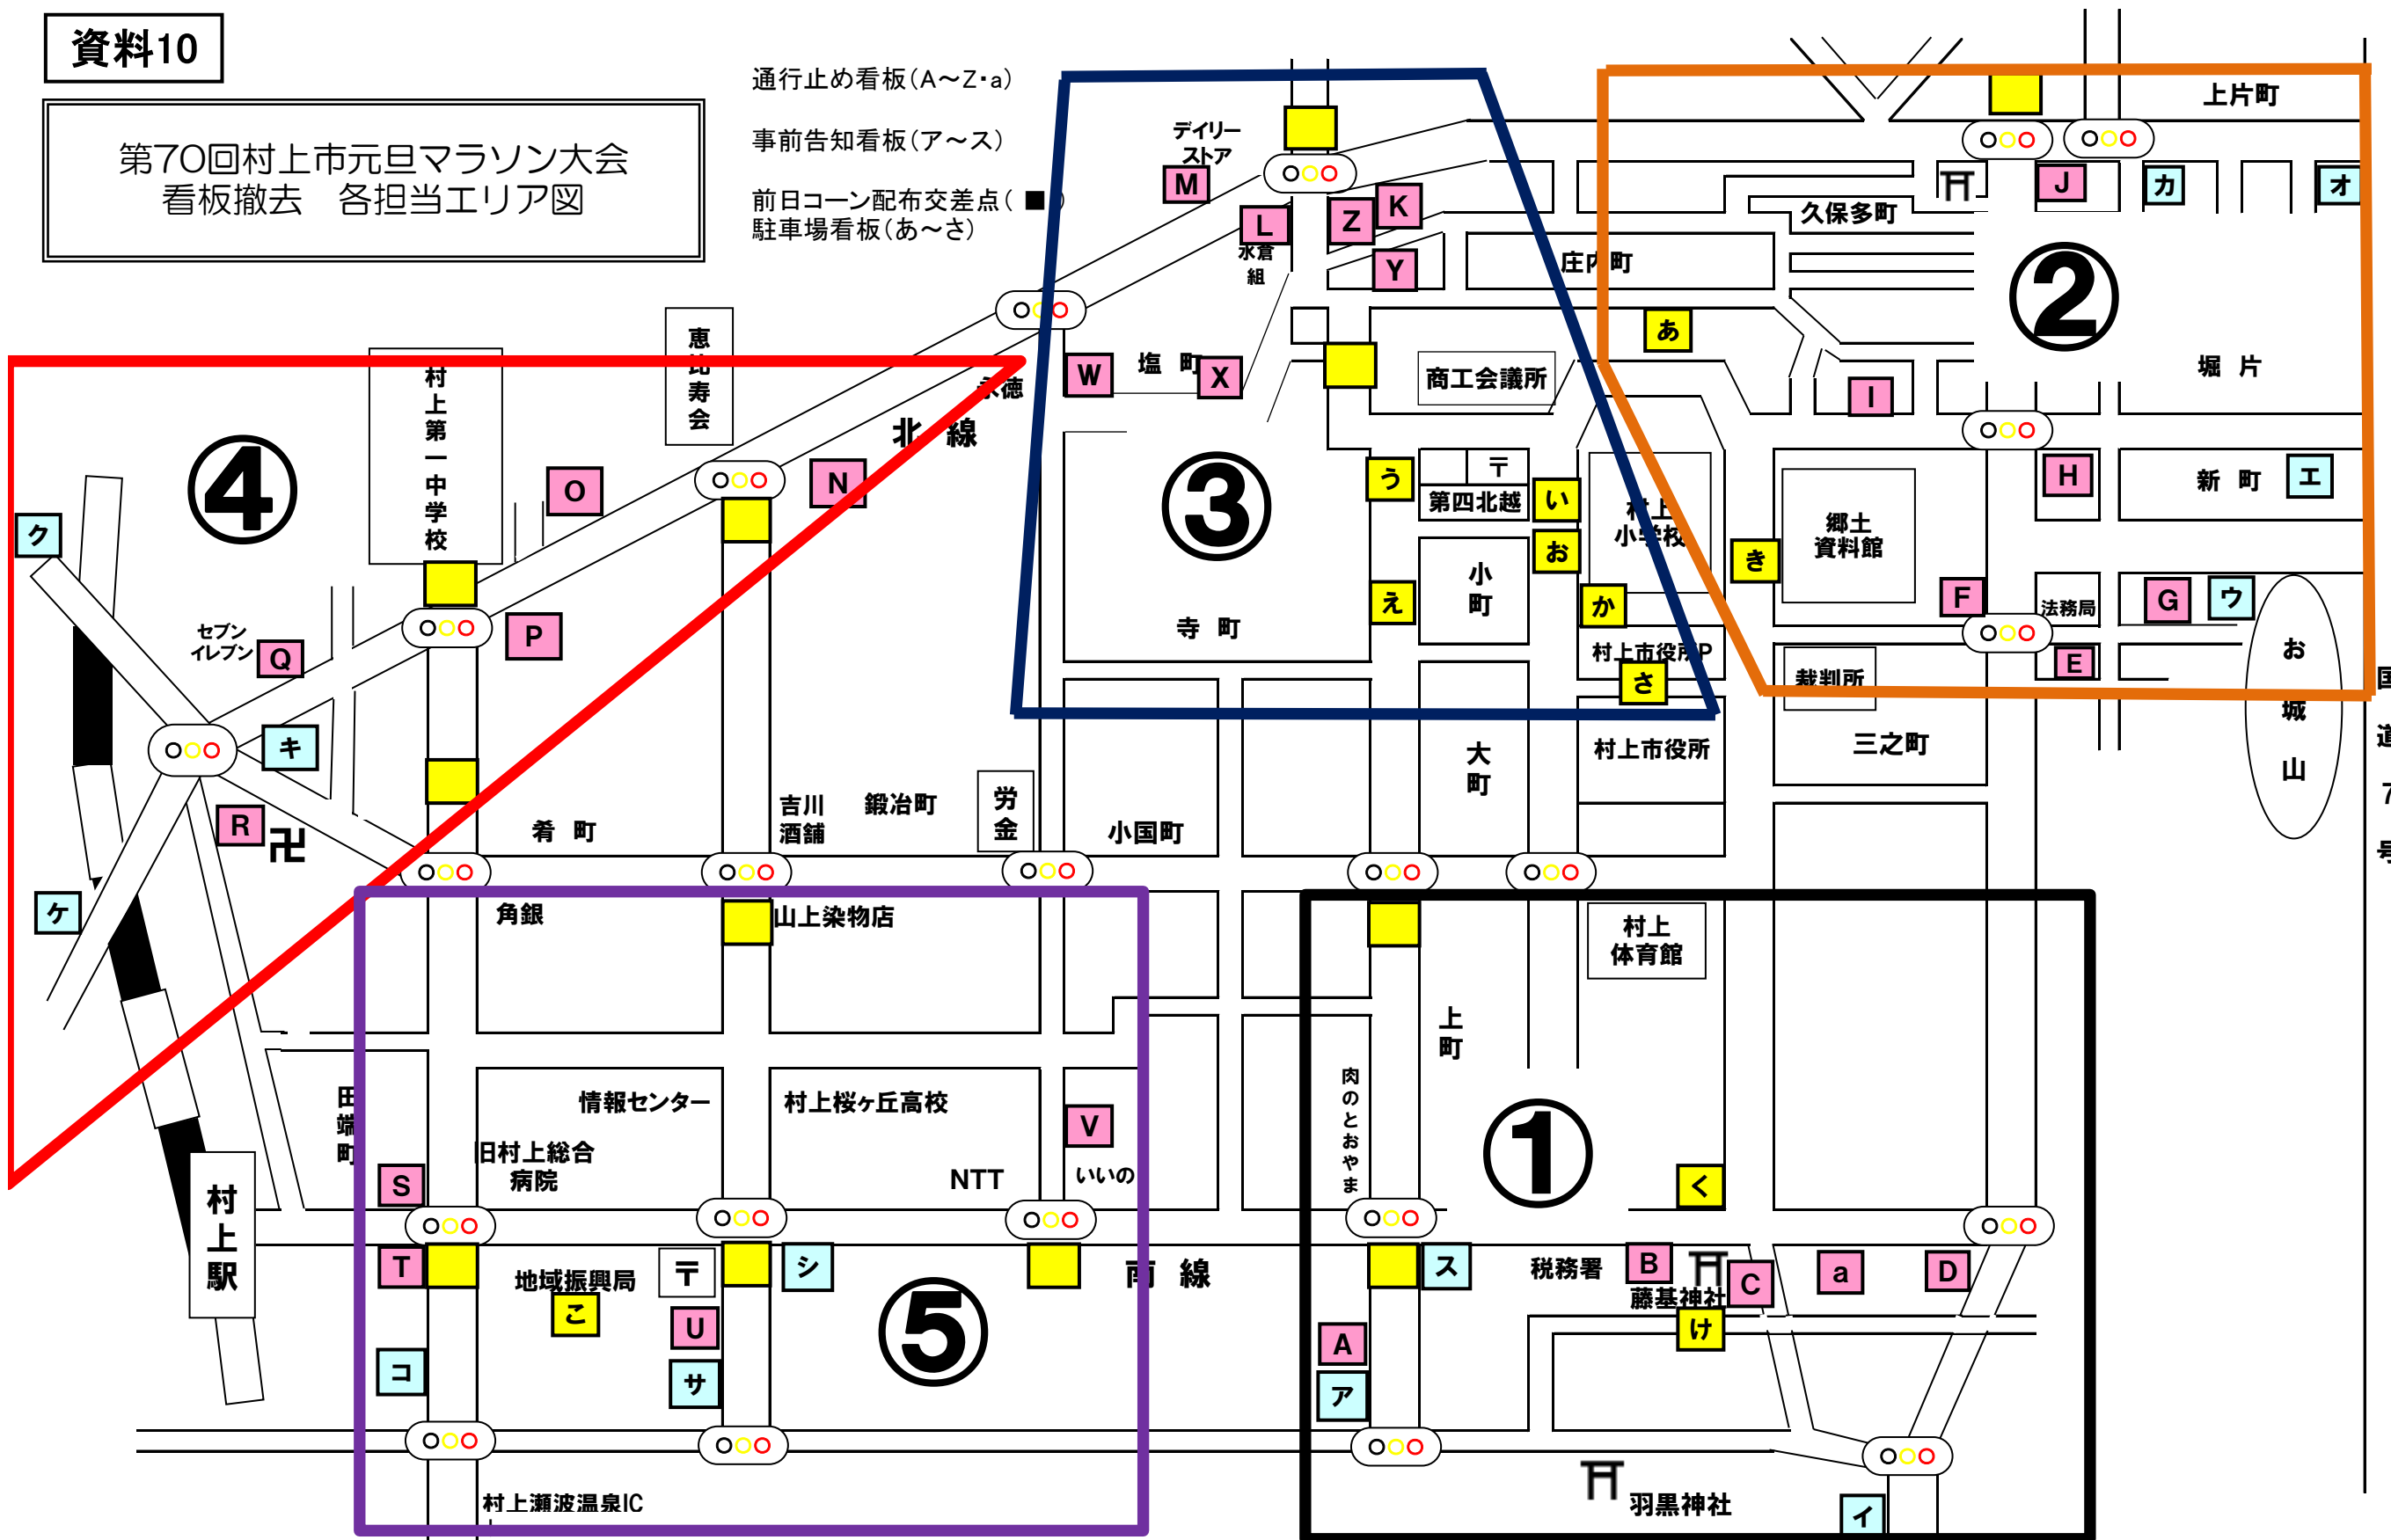 資料10
第70回村上市元旦マラソン大会
看板撤去　各担当エリア図
通行止め看板(A～Z・a)
事前告知看板(ア～ス)
前日コーン配布交差点( ■ )
駐車場看板(あ～さ)
デイリー
ストア
M
L
Z
K
Y
水倉
組
上片町
J
カ
オ
久保多町
庄内町
②
あ
堀 片
I
商工会議所
恵比寿会
村上第一中学校
北 線
W
塩 町
X
④
③
O
N
う
〒
第四北越
い
お
村上
小学校
き
郷土
資料館
H
新 町
エ
ク
P
セブン
イレブン
Q
寺 町
え
小町
か
村上市役所P
さ
F
法務局
G
ウ
E
裁判所
お城山
キ
R
卍
肴 町
吉川
酒舗
鍛冶町
労金
小国町
大町
村上市役所
三之町
ケ
角銀
山上染物店
村上
体育館
上町
田端町
情報センター
村上桜ヶ丘高校
V
肉のとおやま
①
S
旧村上総合
病院
NTT
いいの
く
村上駅
T
地域振興局
〒
シ
こ
U
⑤
南 線
ス
税務署
B
C
a
D
藤基神社
け
コ
サ
A
ア
村上瀬波温泉IC
羽黒神社
イ